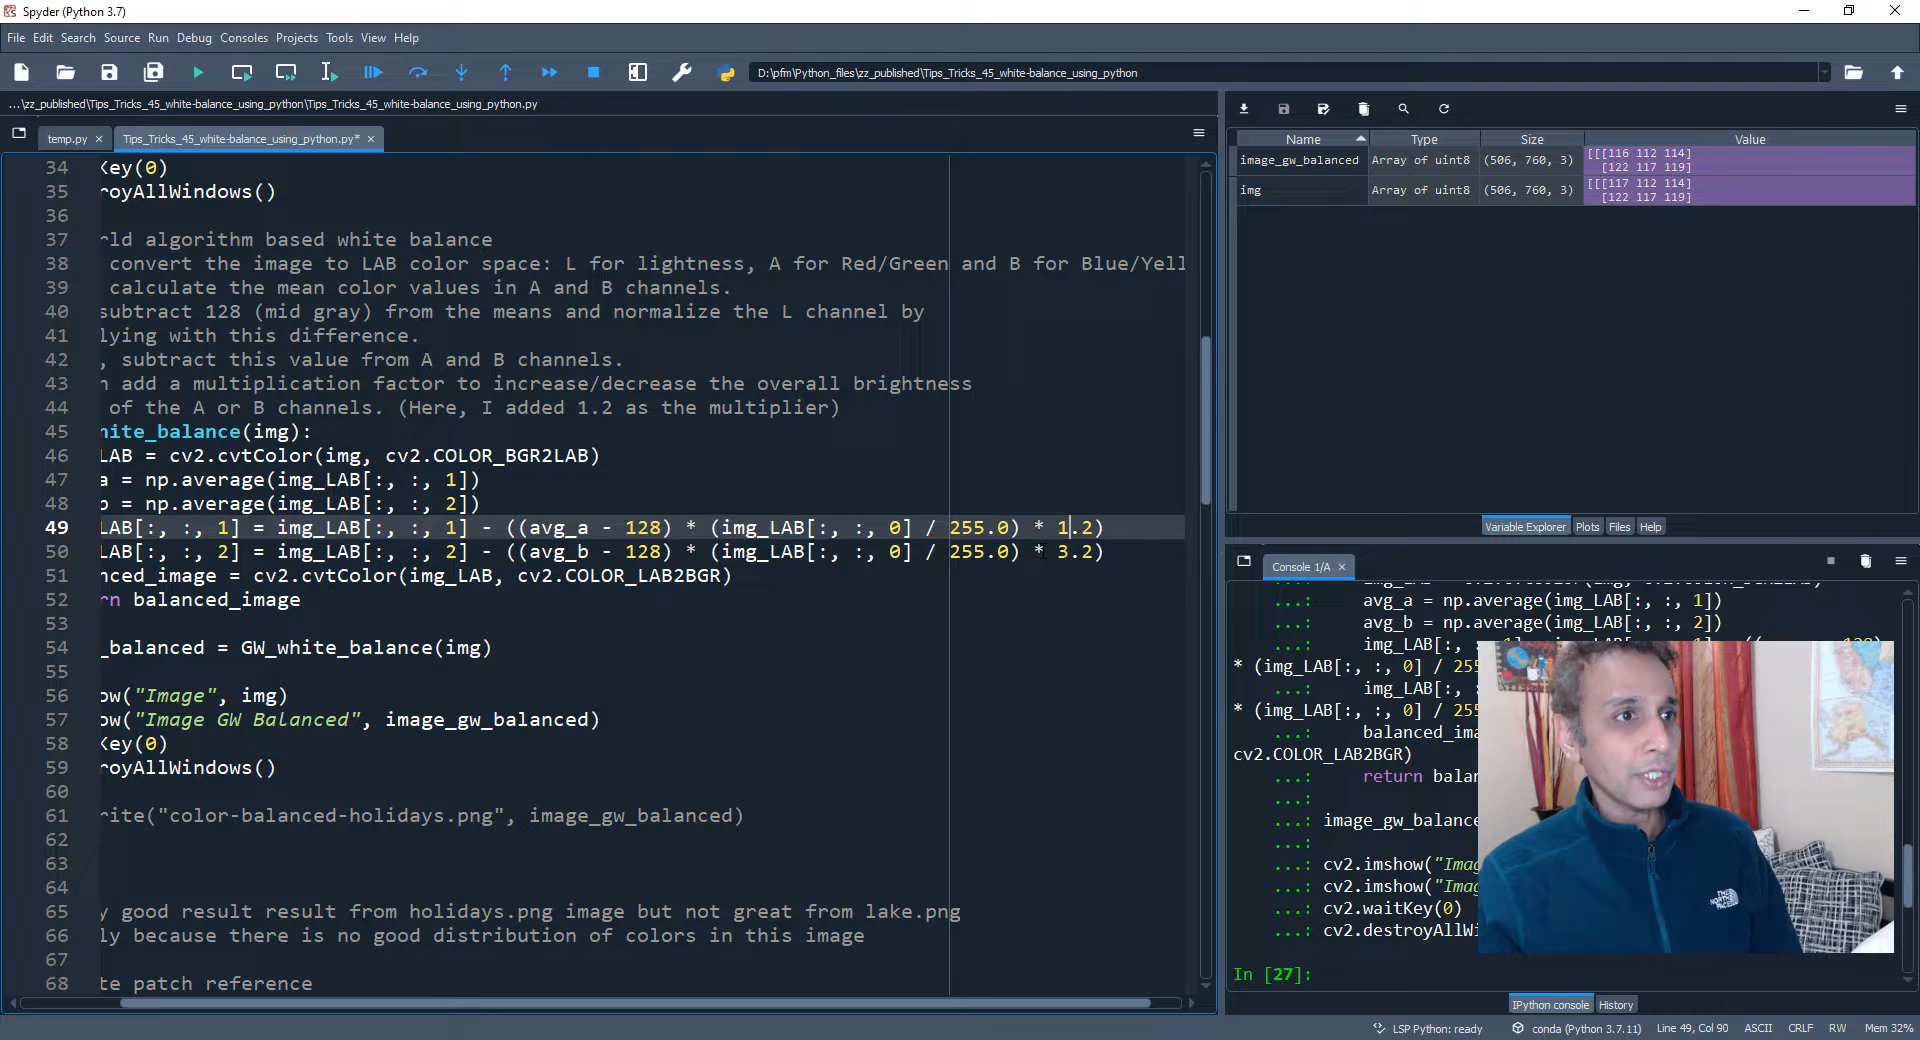 Spyder (Python 3.7)
File Edit Search Source Run Debug Consoles Projects Tools View Help
D:\pfm\Python_files\zz_published\Tips_Tricks_45_white-balance_using_python
...\zz_published\Tips_Tricks_45_white-balance_using_python\Tips_Tricks_45_white-balance_using_python.py
temp.py
Tips_Tricks_45_white-balance_using_python.py*
34 Key(0)
35 royAllWindows()
36
37 rld algorithm based white balance
38 convert the image to LAB color space: L for lightness, A for Red/Green and B for Blue/Yell
39 calculate the mean color values in A and B channels.
40 subtract 128 (mid gray) from the means and normalize the L channel by
41 lying with this difference.
42 , subtract this value from A and B channels.
43 n add a multiplication factor to increase/decrease the overall brightness
44 of the A or B channels. (Here, I added 1.2 as the multiplier)
45 hite_balance(img):
46 LAB = cv2.cvtColor(img, cv2.COLOR_BGR2LAB)
47 a = np.average(img_LAB[:, :, 1])
48 b = np.average(img_LAB[:, :, 2])
49 LAB[:, :, 1] = img_LAB[:, :, 1] - ((avg_a - 128) * (img_LAB[:, :, 0] / 255.0) * 1.2)
50 LAB[:, :, 2] = img_LAB[:, :, 2] - ((avg_b - 128) * (img_LAB[:, :, 0] / 255.0) * 3.2)
51 nced_image = cv2.cvtColor(img_LAB, cv2.COLOR_LAB2BGR)
52 rn balanced_image
53
54 _balanced = GW_white_balance(img)
55
56 ow("Image", img)
57 ow("Image GW Balanced", image_gw_balanced)
58 Key(0)
59 royAllWindows()
60
61 rite("color-balanced-holidays.png", image_gw_balanced)
62
63
64
65 y good result result from holidays.png image but not great from lake.png
66 ly because there is no good distribution of colors in this image
67
68 te patch reference
Name Type Size Value
image_gw_balanced Array of uint8 (506, 760, 3) [[[116 112 114]
[122 117 119]
img Array of uint8 (506, 760, 3) [[[117 112 114]
[122 117 119]
Variable Explorer Plots Files Help
Console 1/A
...: avg_a = np.average(img_LAB[:, :, 1])
...: avg_b = np.average(img_LAB[:, :, 2])
...: img_LAB[:, :
* (img_LAB[:, :, 0] / 255
...: img_LAB[:, :
* (img_LAB[:, :, 0] / 255
...: balanced_ima
cv2.COLOR_LAB2BGR)
...: return balan
...:
...: image_gw_balance
...:
...: cv2.imshow("Imag
...: cv2.imshow("Imag
...: cv2.waitKey(0)
...: cv2.destroyAllWi
In [27]:
THE NORTH FACE
IPython console History
LSP Python: ready conda (Python 3.7.11) Line 49, Col 90 ASCII CRLF RW Mem 32%